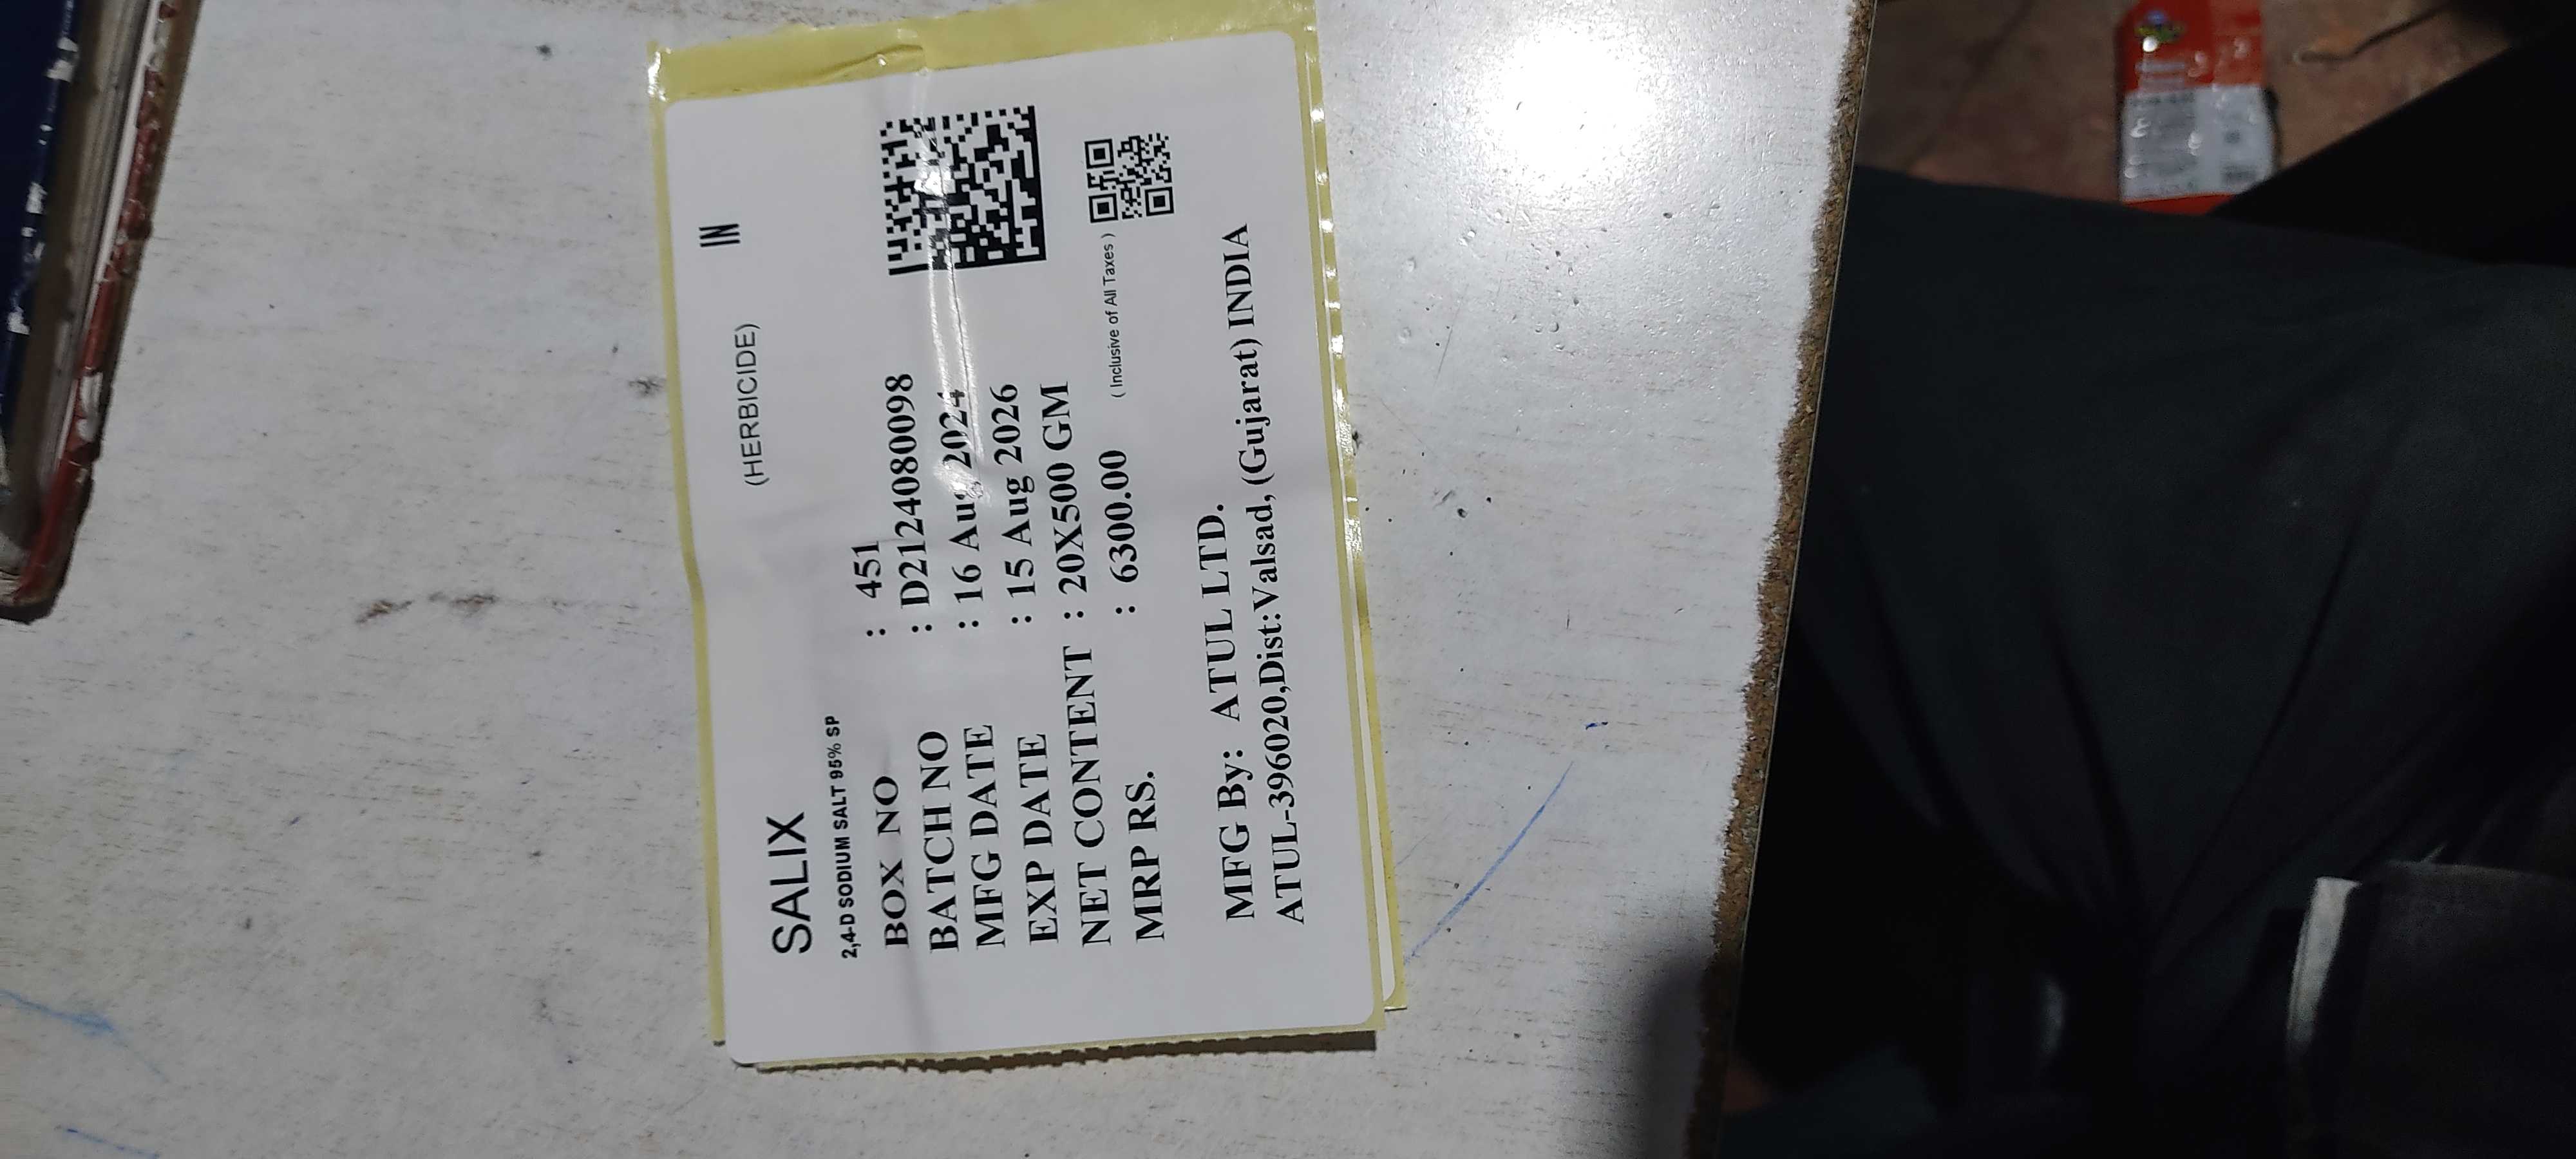 IN
SALIX (HERBICIDE)
2,4-D SODIUM SALT 95% SP
BOX NO : 451
BATCH NO : D2124080098
MFG DATE : 16 Aug 2024
EXP DATE : 15 Aug 2026
NET CONTENT : 20X500 GM
MRP RS. : 6300.00 ( Inclusive of All Taxes )
MFG By: ATUL LTD.
ATUL-396020,Dist:Valsad, (Gujarat) INDIA